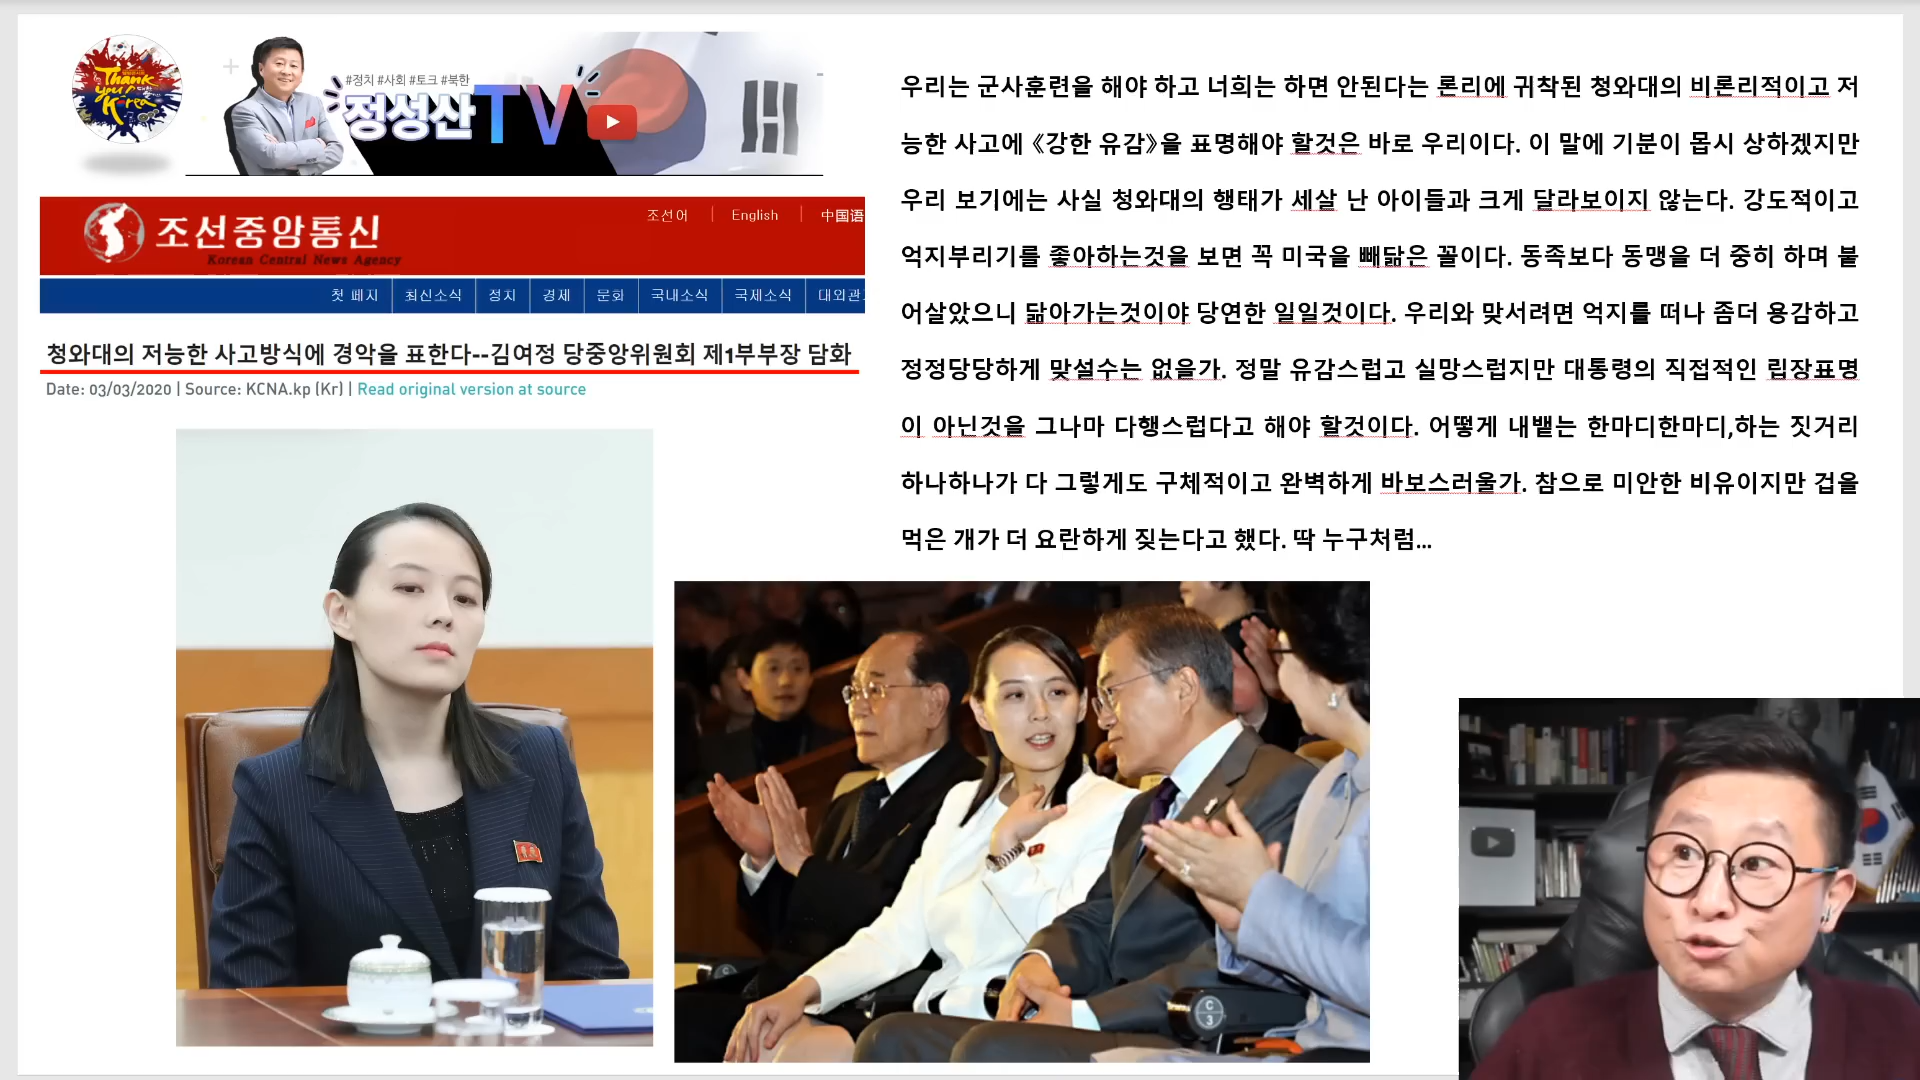 Thank
you
Korea
#정치 #사회 #토크 #북한
정성산TV
조선어 | English | 中国语
조선중앙통신
Korean Central News Agency
첫 페지 | 최신소식 | 정치 | 경제 | 문화 | 국내소식 | 국제소식 | 대외관
청와대의 저능한 사고방식에 경악을 표한다--김여정 당중앙위원회 제1부부장 담화
Date: 03/03/2020 | Source: KCNA.kp (Kr) | Read original version at source
우리는 군사훈련을 해야 하고 너희는 하면 안된다는 론리에 귀착된 청와대의 비론리적이고 저
능한 사고에 《강한 유감》을 표명해야 할것은 바로 우리이다. 이 말에 기분이 몹시 상하겠지만
우리 보기에는 사실 청와대의 행태가 세살 난 아이들과 크게 달라보이지 않는다. 강도적이고
억지부리기를 좋아하는것을 보면 꼭 미국을 빼닮은 꼴이다. 동족보다 동맹을 더 중히 하며 붙
어살았으니 닮아가는것이야 당연한 일일것이다. 우리와 맞서려면 억지를 떠나 좀더 용감하고
정정당당하게 맞설수는 없을가. 정말 유감스럽고 실망스럽지만 대통령의 직접적인 립장표명
이 아닌것을 그나마 다행스럽다고 해야 할것이다. 어떻게 내뱉는 한마디한마디,하는 짓거리
하나하나가 다 그렇게도 구체적이고 완벽하게 바보스러울가. 참으로 미안한 비유이지만 겁을
먹은 개가 더 요란하게 짖는다고 했다. 딱 누구처럼...
C
3